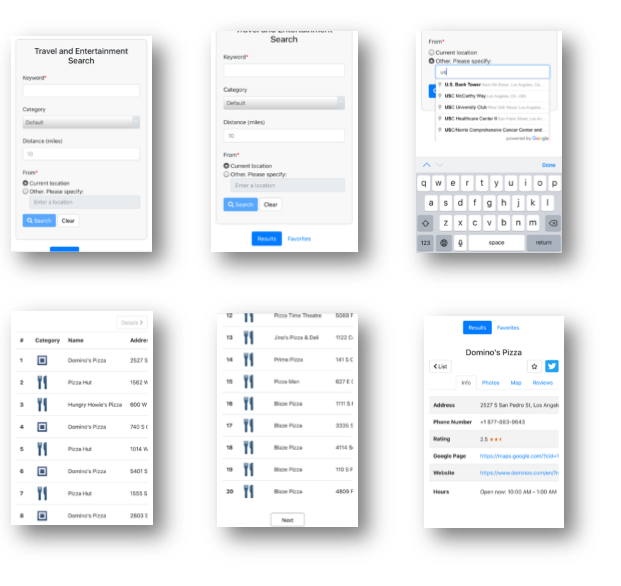 Travel and Entertainment
Search
Keyword*
Category
Default
Distance (miles)
10
From*
Current location
Other. Please specify:
Enter a location
Search Clear
Travel and Entertainment
Search
Keyword*
Category
Default
Distance (miles)
10
From*
Current location
Other. Please specify:
Enter a location
Search Clear
Results Favorites
From*
Current location
Other. Please specify:
us
U.S. Bank Tower
USC McCarthy Way Los Angeles, CA, USA
USC University Club
USC Healthcare Center II
USC Norris Comprehensive Cancer Center and
powered by Google
Done
q w e r t y u i o p
a s d f g h j k l
z x c v b n m
123 space return
Details >
# Category Name Addres
1 Domino's Pizza 2527 S
2 Pizza Hut 1562 W
3 Hungry Howie's Pizza 600 W
4 Domino's Pizza 740 S
5 Pizza Hut 1014 W
6 Domino's Pizza 5401 S
7 Pizza Hut 1555 S
8 Domino's Pizza 2803 S
12 Pizza Time Theatre 5069 F
13 Jino's Pizza & Deli 1122
14 Prime Pizza 141 S
15 Pizza Man 627 E
16 Blaze Pizza 1111 S
17 Blaze Pizza 3335 S
18 Blaze Pizza 4114
19 Blaze Pizza 110 S
20 Blaze Pizza 4809 F
Next
Results Favorites
Domino's Pizza
< List
Info Photos Map Reviews
Address 2527 S San Pedro St, Los Angel
Phone Number +1 877-883-9643
Rating 2.5
Google Page https://maps.google.com/?cid=1
Website https://www.dominos.com/en/?r
Hours Open now: 10:00 AM - 1:00 AM